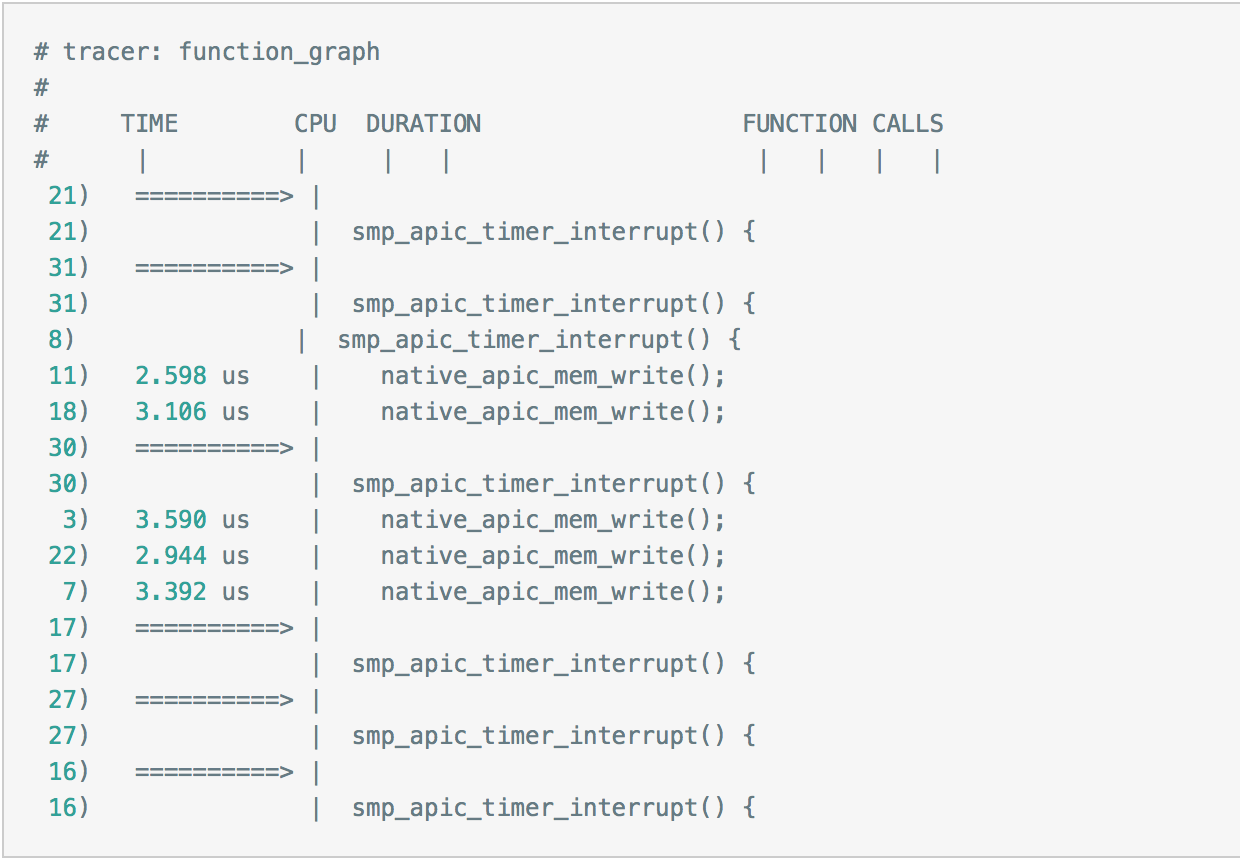 # tracer: function_graph
#
#     TIME        CPU  DURATION                  FUNCTION CALLS
#      |          |     |   |                     |   |   |   |
 21)   ==========> |
 21)               |  smp_apic_timer_interrupt() {
 31)   ==========> |
 31)               |  smp_apic_timer_interrupt() {
 8)               |  smp_apic_timer_interrupt() {
 11)   2.598 us    |    native_apic_mem_write();
 18)   3.106 us    |    native_apic_mem_write();
 30)   ==========> |
 30)               |  smp_apic_timer_interrupt() {
  3)   3.590 us    |    native_apic_mem_write();
 22)   2.944 us    |    native_apic_mem_write();
  7)   3.392 us    |    native_apic_mem_write();
 17)   ==========> |
 17)               |  smp_apic_timer_interrupt() {
 27)   ==========> |
 27)               |  smp_apic_timer_interrupt() {
 16)   ==========> |
 16)               |  smp_apic_timer_interrupt() {